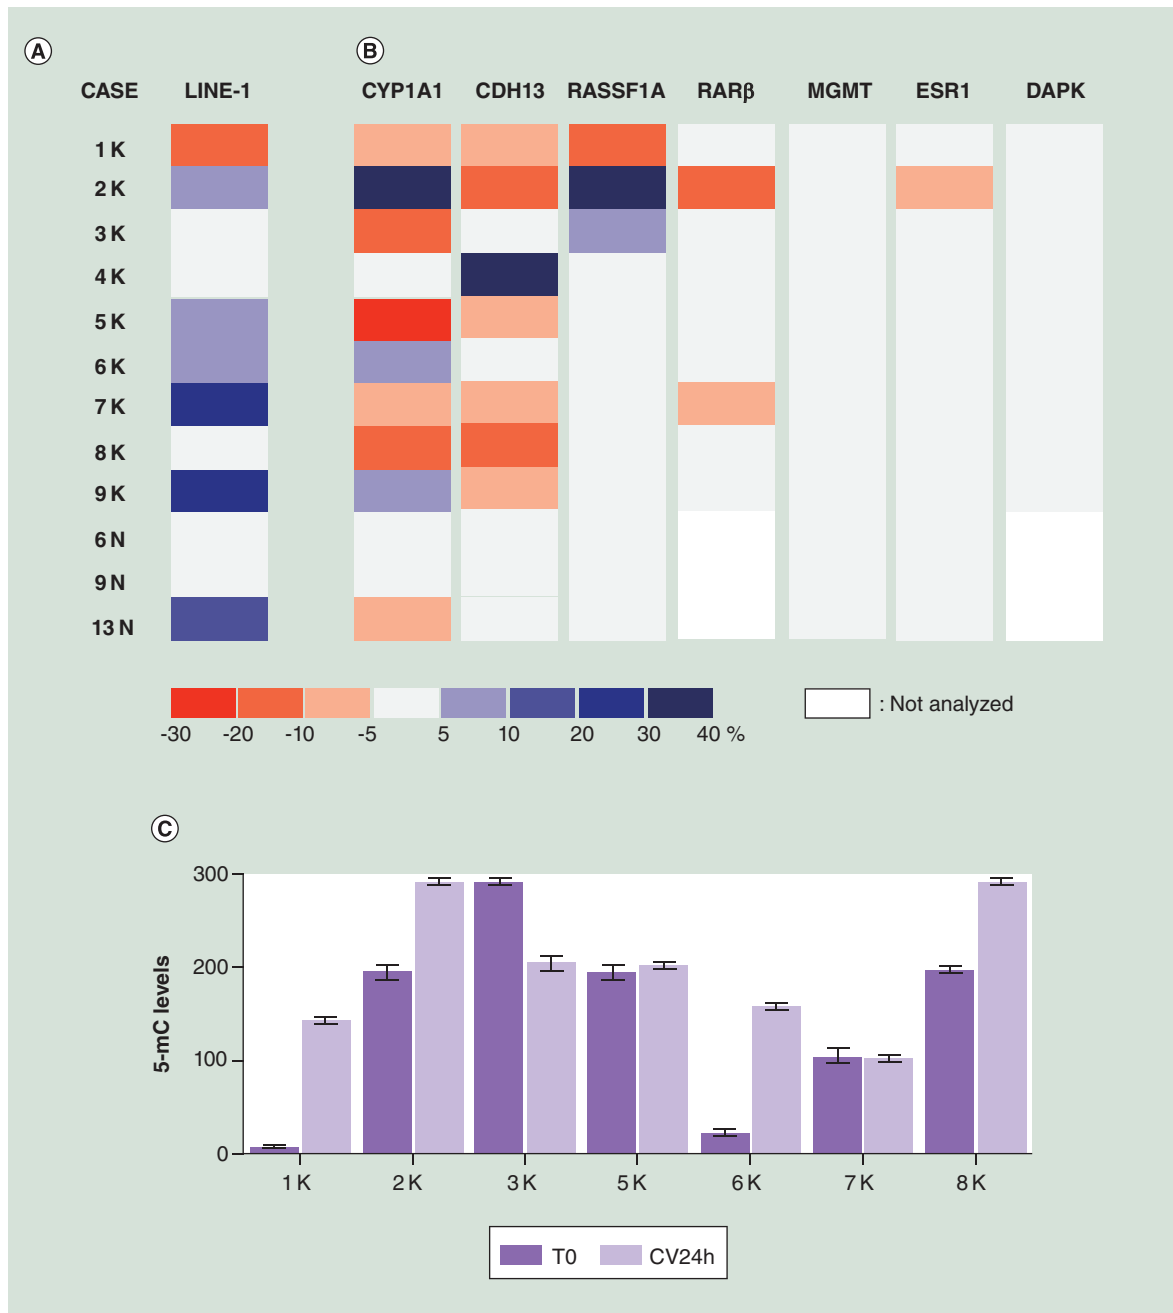 A B
CASE LINE-1 CYP1A1 CDH13 RASSF1A RARβ MGMT ESR1 DAPK
1 K
2 K
3 K
4 K
5 K
6 K
7 K
8 K
9 K
6 N
9 N
13 N
-30 -20 -10 -5 5 10 20 30 40 %
: Not analyzed
C
5-mC levels
300
200
100
0
1 K 2 K 3 K 5 K 6 K 7 K 8 K
T0 CV24h